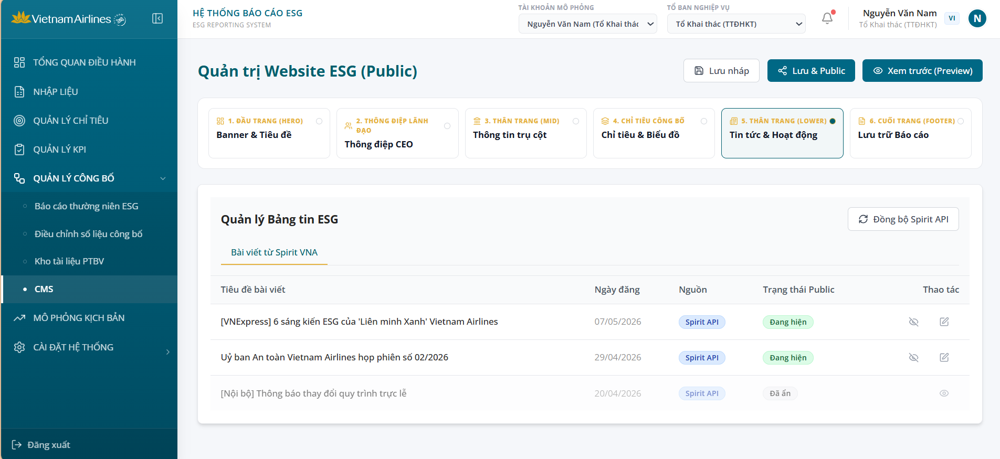 Vietnam Airlines
HỆ THỐNG BÁO CÁO ESG
ESG REPORTING SYSTEM
TÀI KHOẢN MÔ PHỎNG
Nguyễn Văn Nam (Tổ Khai thác
TỔ BAN NGHIỆP VỤ
Tổ Khai thác (TTĐHKT)
Nguyễn Văn Nam
Tổ Khai thác (TTĐHKT)
VI
N
TỔNG QUAN ĐIỀU HÀNH
NHẬP LIỆU
QUẢN LÝ CHỈ TIÊU
QUẢN LÝ KPI
QUẢN LÝ CÔNG BỐ
Báo cáo thường niên ESG
Điều chỉnh số liệu công bố
Kho tài liệu PTBV
CMS
MÔ PHỎNG KỊCH BẢN
CÀI ĐẶT HỆ THỐNG
Đăng xuất
Quản trị Website ESG (Public)
Lưu nháp
Lưu & Public
Xem trước (Preview)
1. ĐẦU TRANG (HERO)
Banner & Tiêu đề
2. THÔNG ĐIỆP LÃNH
ĐẠO
Thông điệp CEO
3. THÂN TRANG (MID)
Thông tin trụ cột
4. CHỈ TIÊU CÔNG BỐ
Chỉ tiêu & Biểu đồ
5. THÂN TRANG (LOWER)
Tin tức & Hoạt động
6. CUỐI TRANG (FOOTER)
Lưu trữ Báo cáo
Quản lý Bảng tin ESG
Đồng bộ Spirit API
Bài viết từ Spirit VNA
Tiêu đề bài viết Ngày đăng Nguồn Trạng thái Public Thao tác
[VNExpress] 6 sáng kiến ESG của 'Liên minh Xanh' Vietnam Airlines 07/05/2026 Spirit API Đang hiện
Uỷ ban An toàn Vietnam Airlines họp phiên số 02/2026 29/04/2026 Spirit API Đang hiện
[Nội bộ] Thông báo thay đổi quy trình trực lễ 20/04/2026 Spirit API Đã ẩn